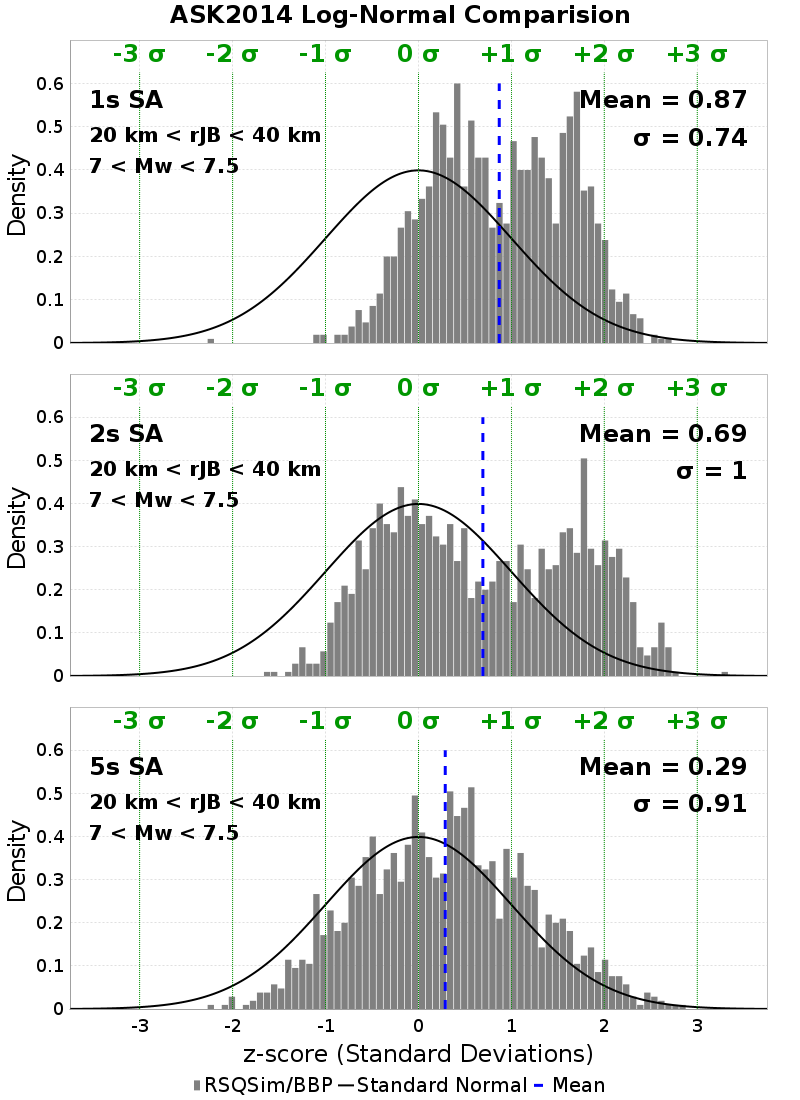 ASK2014 Log-Normal Comparision
-3 σ -2 σ -1 σ 0 σ +1 σ +2 σ +3 σ
1s SA
20 km < rJB < 40 km
7 < Mw < 7.5
Mean = 0.87
σ = 0.74
Density
0.6
0.5
0.4
0.3
0.2
0.1
0
-3 σ -2 σ -1 σ 0 σ +1 σ +2 σ +3 σ
2s SA
20 km < rJB < 40 km
7 < Mw < 7.5
Mean = 0.69
σ = 1
Density
0.6
0.5
0.4
0.3
0.2
0.1
0
-3 σ -2 σ -1 σ 0 σ +1 σ +2 σ +3 σ
5s SA
20 km < rJB < 40 km
7 < Mw < 7.5
Mean = 0.29
σ = 0.91
Density
0.6
0.5
0.4
0.3
0.2
0.1
0
-3 -2 -1 0 1 2 3
z-score (Standard Deviations)
RSQSim/BBP Standard Normal Mean